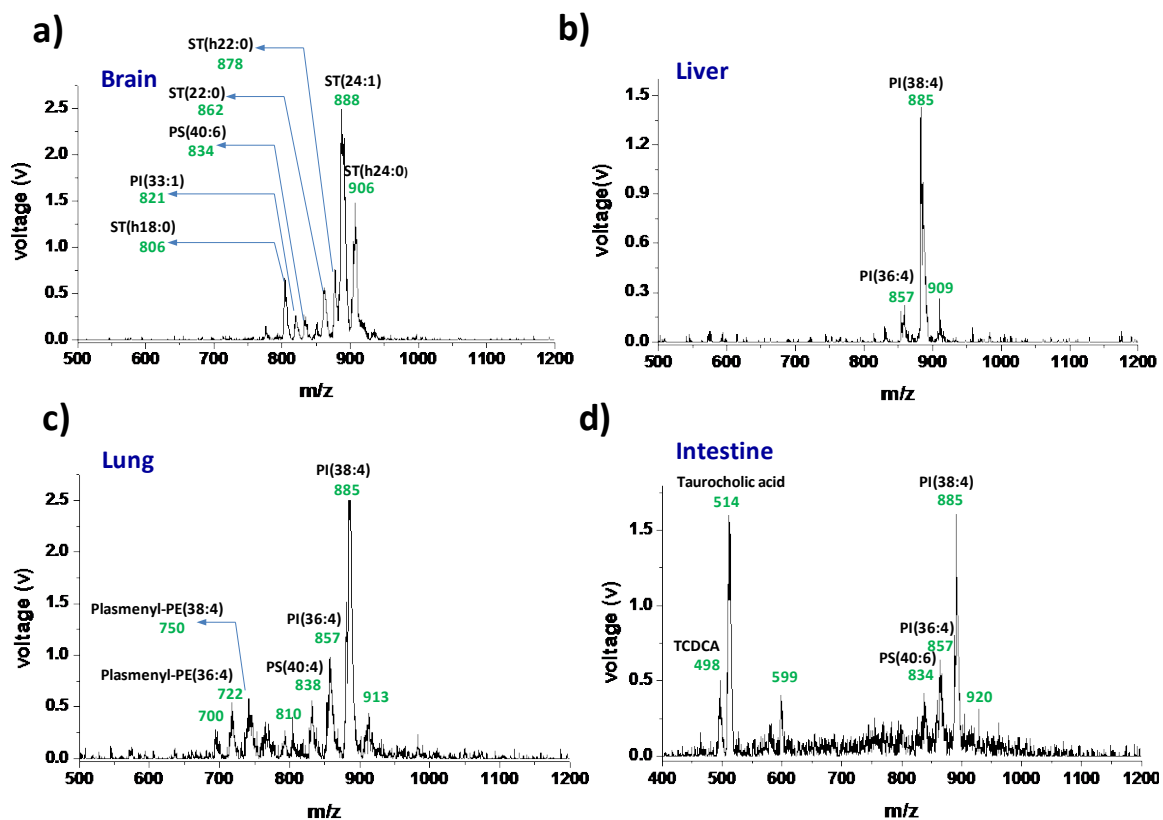 a)
Brain
ST(h22:0)
878
ST(22:0)
862
PS(40:6)
834
PI(33:1)
821
ST(h18:0)
806
ST(24:1)
888
ST(h24:0)
906
voltage (v)
2.5
2.0
1.5
1.0
0.5
0.0
500 600 700 800 900 1000 1100 1200
m/z
b)
Liver
PI(38:4)
885
PI(36:4)
857
909
voltage(v)
1.5
1.2
0.9
0.6
0.3
0.0
500 600 700 800 900 1000 1100 1200
m/z
c)
Lung
PI(38:4)
885
Plasmenyl-PE(38:4)
750
PI(36:4)
857
Plasmenyl-PE(36:4)
722
700
PS(40:4)
838
810
913
voltage (v)
2.5
2.0
1.5
1.0
0.5
0.0
500 600 700 800 900 1000 1100 1200
m/z
d)
Intestine
Taurocholic acid
514
PI(38:4)
885
TCDCA
498
599
PI(36:4)
857
PS(40:6)
834
920
voltage (v)
1.5
1.0
0.5
0.0
400 500 600 700 800 900 1000 1100 1200
m/z